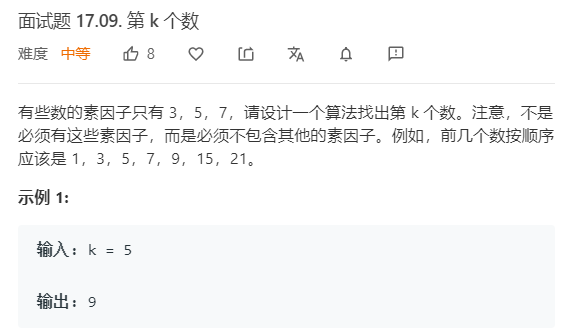 面试题 17.09. 第 k 个数
难度 中等 8
有些数的素因子只有 3，5，7，请设计一个算法找出第 k 个数。注意，不是
必须有这些素因子，而是必须不包含其他的素因子。例如，前几个数按顺序
应该是 1，3，5，7，9，15，21。
示例 1:
输入：k = 5
输出：9